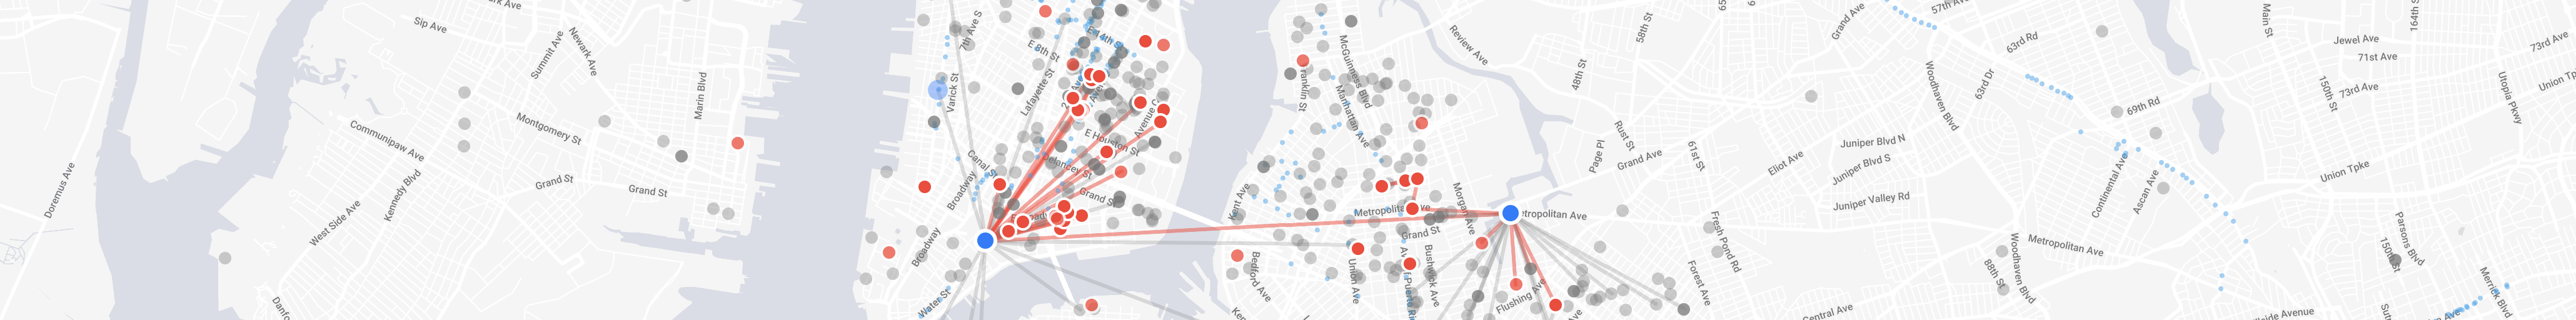 Sip Ave
Summit Ave
Newark Ave
Communipaw Ave
Montgomery St
Marin Blvd
Doremus Ave
Kennedy Blvd
West Side Ave
Grand St
Grand St
7th Ave S
E 8th St
E 14th St
Varick St
Lafayette St
Avenue C
E Houston St
Delancey St
Grand S
Canal S
Broadway
Broadway
Water St
McGuinness Blvd
Franklin St
Manhattan Ave
Kent Ave
Bedford Ave
Metropolitan Ave
Morgan Ave
Grand St
Union Ave
Bushwick Ave
Flushing Ave
Review Ave
58th St
48th St
Page Pl
Rust St
Grand Ave
61st St
Fresh Pond Rd
Forest Ave
Metropolitan Ave
Grand Ave
57th Ave
63rd Rd
Woodhaven Blvd
63rd Dr
69th Rd
Eliot Ave
Juniper Blvd N
Juniper Blvd S
Juniper Valley Rd
Continental Ave
Ascan Ave
Metropolitan Ave
Woodhaven Blvd
88th St
Central Ave
Main St
164th S
Jewel Ave
71st Ave
73rd Ave
73rd Ave
150th St
Utopia Pkwy
Union Tp
Union Tpke
Parsons Blvd
150th St
Merrick Blvd